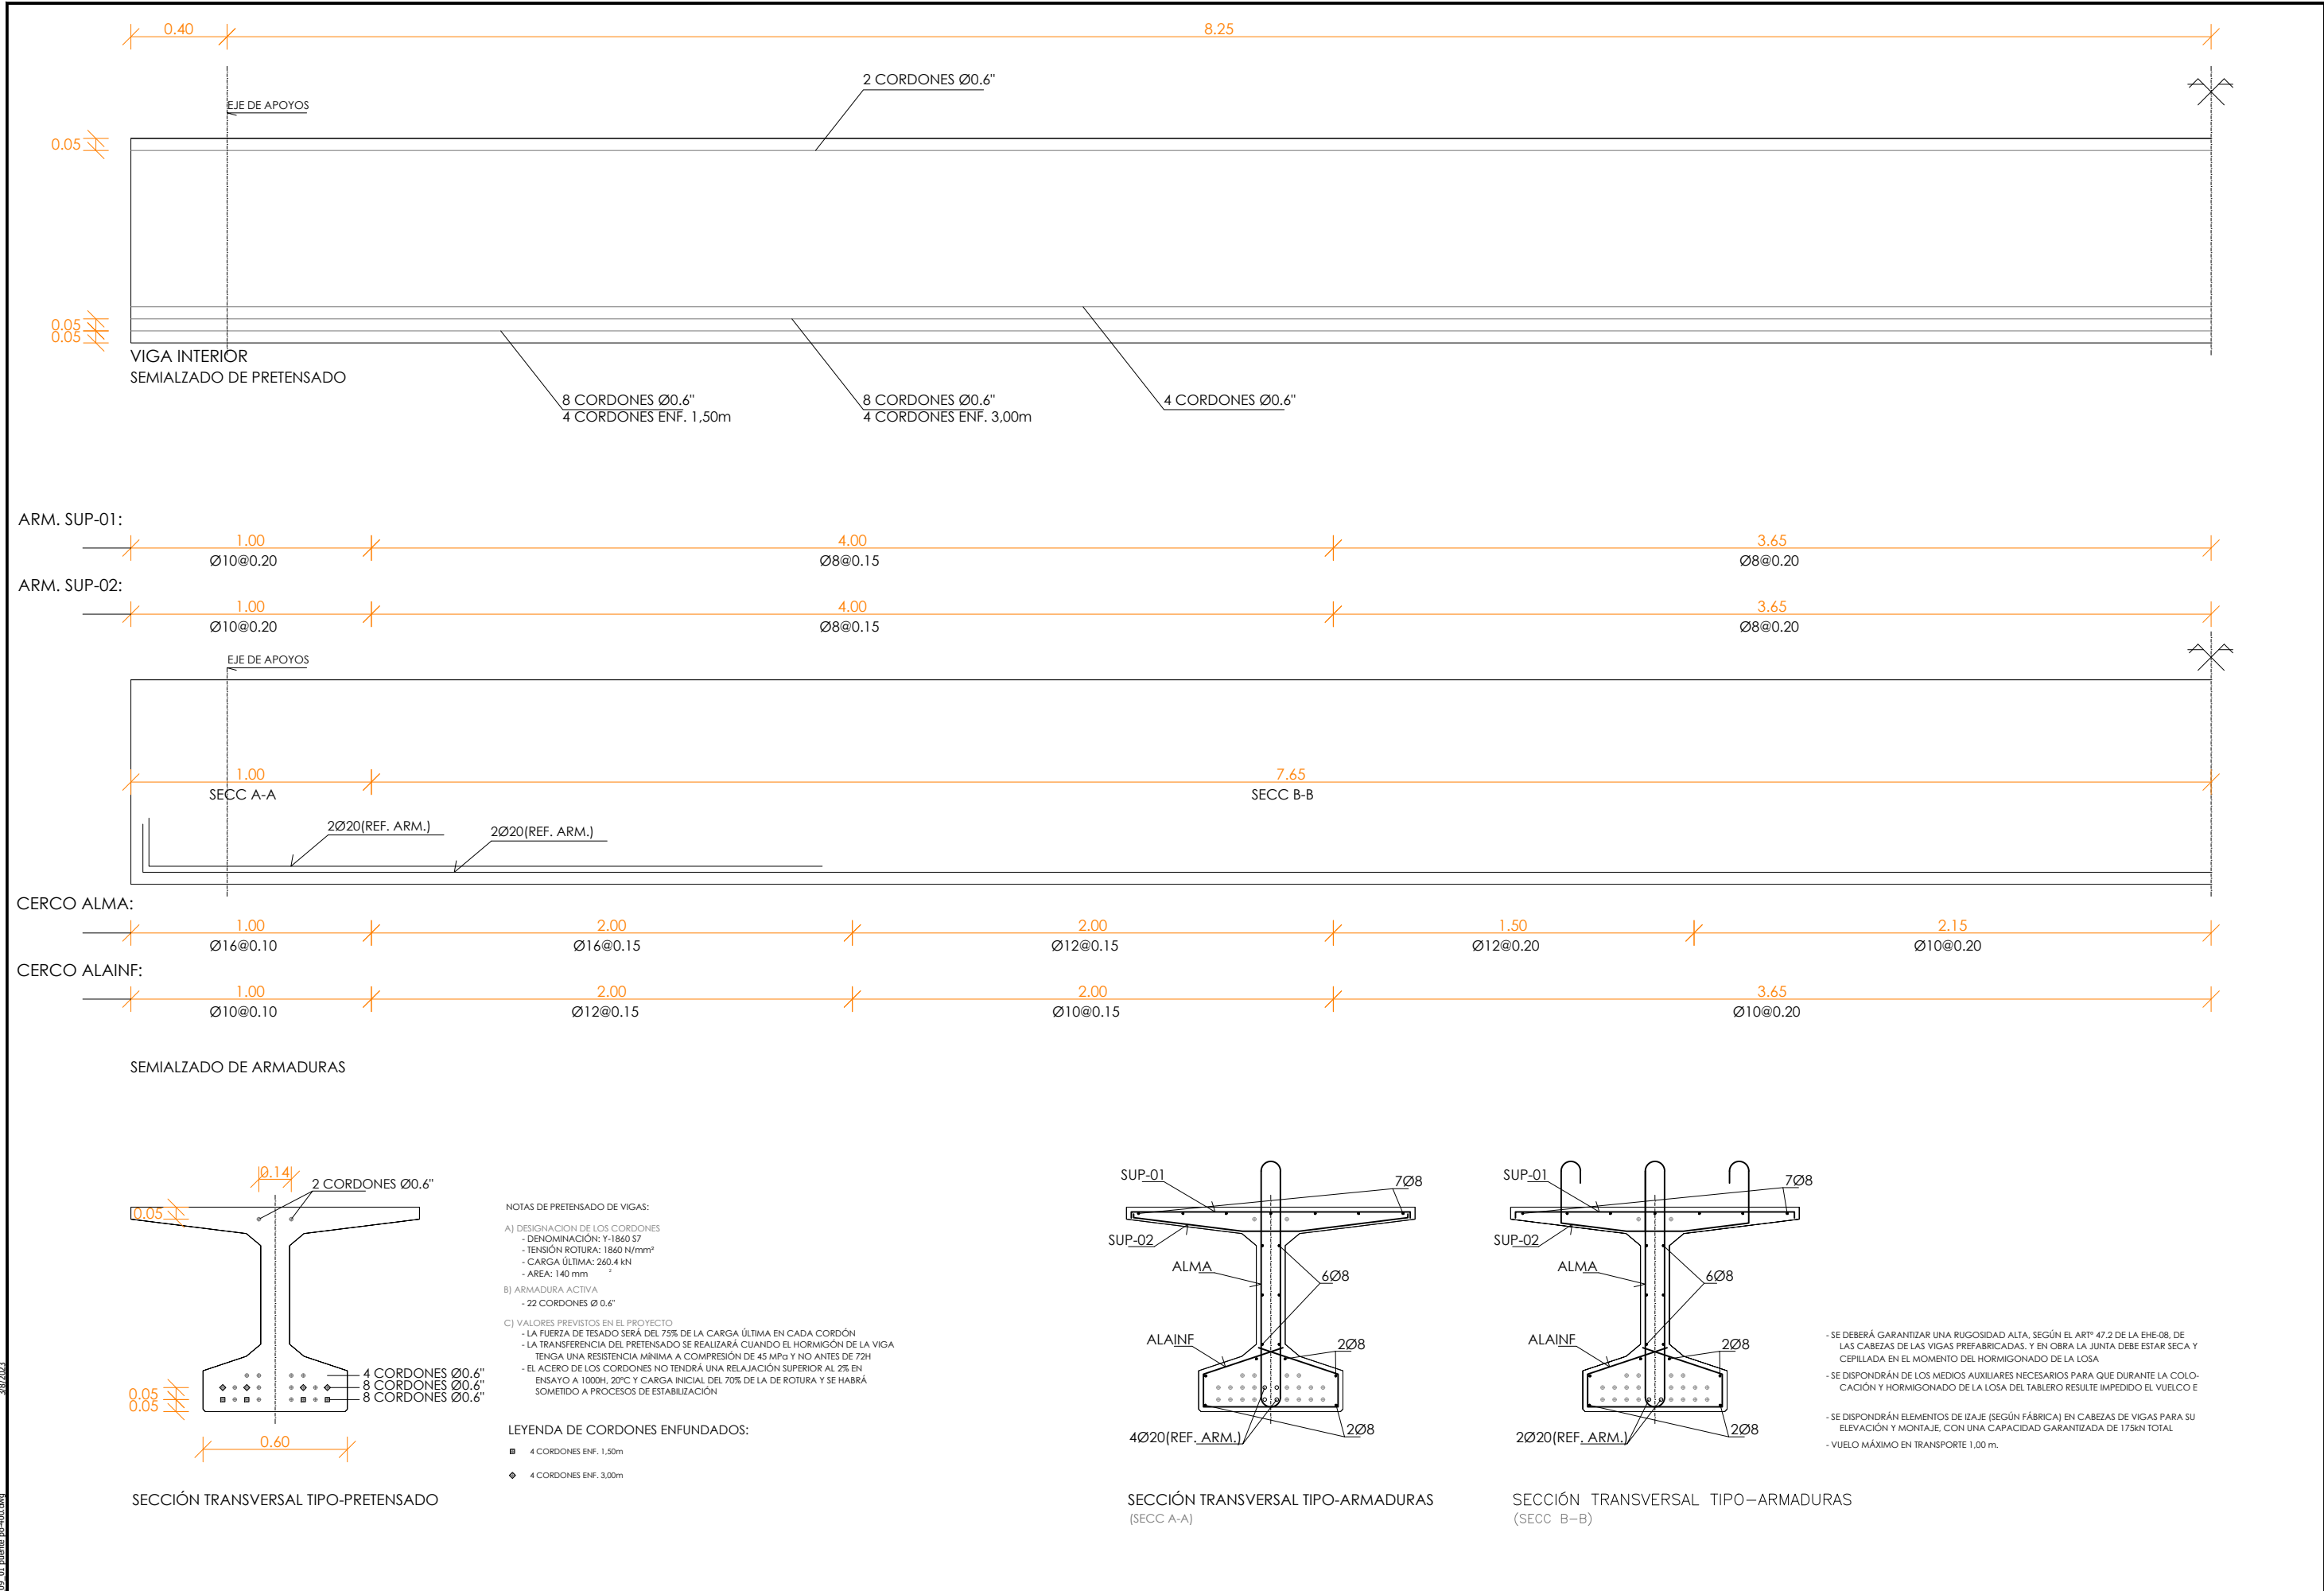 0.40
8.25
2 CORDONES Ø0.6"
EJE DE APOYOS
0.05
0.05
0.05
VIGA INTERIOR
SEMIALZADO DE PRETENSADO
8 CORDONES Ø0.6"
4 CORDONES ENF. 1,50m
8 CORDONES Ø0.6"
4 CORDONES ENF. 3,00m
4 CORDONES Ø0.6"
ARM. SUP-01:
1.00
4.00
3.65
Ø10@0.20
Ø8@0.15
Ø8@0.20
ARM. SUP-02:
1.00
4.00
3.65
Ø10@0.20
Ø8@0.15
Ø8@0.20
EJE DE APOYOS
1.00
7.65
SECC A-A
SECC B-B
2Ø20(REF. ARM.)
2Ø20(REF. ARM.)
CERCO ALMA:
1.00
2.00
2.00
1.50
2.15
Ø16@0.10
Ø16@0.15
Ø12@0.15
Ø12@0.20
Ø10@0.20
CERCO ALAINF:
1.00
2.00
2.00
3.65
Ø10@0.10
Ø12@0.15
Ø10@0.15
Ø10@0.20
SEMIALZADO DE ARMADURAS
0.14
2 CORDONES Ø0.6"
0.05
4 CORDONES Ø0.6"
8 CORDONES Ø0.6"
8 CORDONES Ø0.6"
0.05
0.05
0.60
SECCIÓN TRANSVERSAL TIPO-PRETENSADO
NOTAS DE PRETENSADO DE VIGAS:
A) DESIGNACION DE LOS CORDONES
- DENOMINACIÓN: Y-1860 S7
- TENSIÓN ROTURA: 1860 N/mm²
- CARGA ÚLTIMA: 260.4 kN
- AREA: 140 mm ²
B) ARMADURA ACTIVA
- 22 CORDONES Ø 0.6"
C) VALORES PREVISTOS EN EL PROYECTO
- LA FUERZA DE TESADO SERÁ DEL 75% DE LA CARGA ÚLTIMA EN CADA CORDÓN
- LA TRANSFERENCIA DEL PRETENSADO SE REALIZARÁ CUANDO EL HORMIGÓN DE LA VIGA
TENGA UNA RESISTENCIA MíNIMA A COMPRESIÓN DE 45 MPa Y NO ANTES DE 72H
- EL ACERO DE LOS CORDONES NO TENDRÁ UNA RELAJACIÓN SUPERIOR AL 2% EN
ENSAYO A 1000H, 20ºC Y CARGA INICIAL DEL 70% DE LA DE ROTURA Y SE HABRÁ
SOMETIDO A PROCESOS DE ESTABILIZACIÓN
LEYENDA DE CORDONES ENFUNDADOS:
4 CORDONES ENF. 1,50m
4 CORDONES ENF. 3,00m
SUP-01
7Ø8
SUP-02
ALMA
6Ø8
ALAINF
2Ø8
4Ø20(REF. ARM.)
2Ø8
SECCIÓN TRANSVERSAL TIPO-ARMADURAS
(SECC A-A)
SUP-01
7Ø8
SUP-02
ALMA
6Ø8
ALAINF
2Ø8
2Ø20(REF. ARM.)
2Ø8
SECCIÓN TRANSVERSAL TIPO-ARMADURAS
(SECC B-B)
- SE DEBERÁ GARANTIZAR UNA RUGOSIDAD ALTA, SEGÚN EL ARTº 47.2 DE LA EHE-08, DE
LAS CABEZAS DE LAS VIGAS PREFABRICADAS, Y EN OBRA LA JUNTA DEBE ESTAR SECA Y
CEPILLADA EN EL MOMENTO DEL HORMIGONADO DE LA LOSA
- SE DISPONDRÁN DE LOS MEDIOS AUXILIARES NECESARIOS PARA QUE DURANTE LA COLO-
CACIÓN Y HORMIGONADO DE LA LOSA DEL TABLERO RESULTE IMPEDIDO EL VUELCO E
- SE DISPONDRÁN ELEMENTOS DE IZAJE (SEGÚN FÁBRICA) EN CABEZAS DE VIGAS PARA SU
ELEVACIÓN Y MONTAJE, CON UNA CAPACIDAD GARANTIZADA DE 175kN TOTAL
- VUELO MÁXIMO EN TRANSPORTE 1,00 m.
3/8/2023